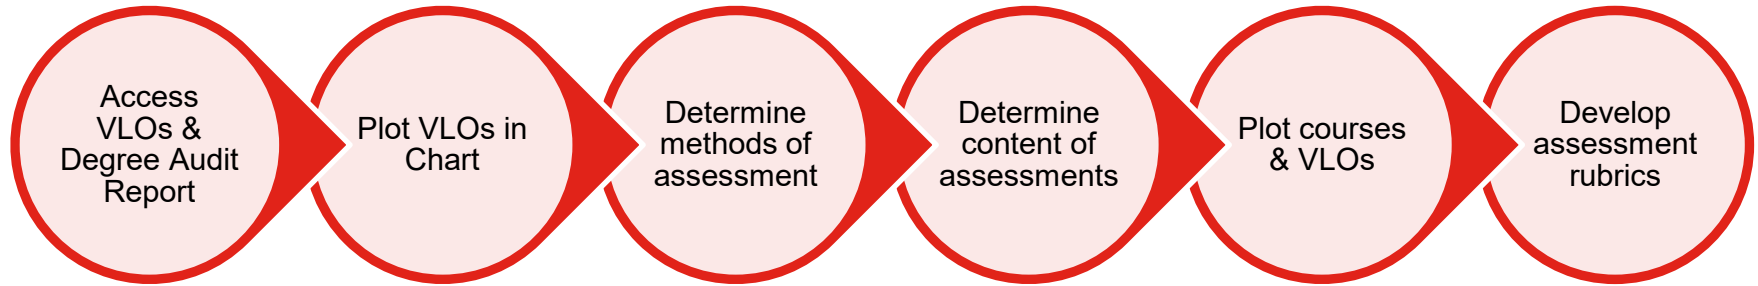 Access
VLOs &
Degree Audit
Report
Plot VLOs in
Chart
Determine
methods of
assessment
Determine
content of
assessments
Plot courses
& VLOs
Develop
assessment
rubrics